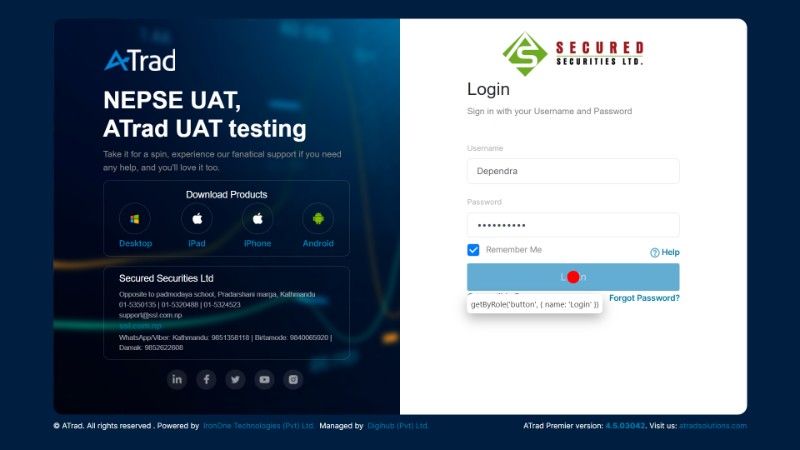 ATrad
NEPSE UAT,
ATrad UAT testing
Take it for a spin, experience our fanatical support if you need
any help, and you'll love it too.
Download Products
Desktop
iPad
iPhone
Android
Secured Securities Ltd
Opposite to padmodaya school, Pradarshani marga, Kathmandu
01-5350135 | 01-5320488 | 01-5324523
support@ssl.com.np
ssl.com.np
WhatsApp/Viber: Kathmandu: 9851358118 | Birtamode: 9840065920 |
Damak: 9852622808
SECURED
SECURITIES LTD.
Login
Sign in with your Username and Password
Username
Dependra
Password
••••••••••
Remember Me
Help
getByRole('button', { name: 'Login' })
Forgot Password?
© ATrad. All rights reserved . Powered by IronOne Technologies (Pvt) Ltd. Managed by Digihub (Pvt) Ltd.
ATrad Premier version: 4.5.03042. Visit us: atradsolutions.com